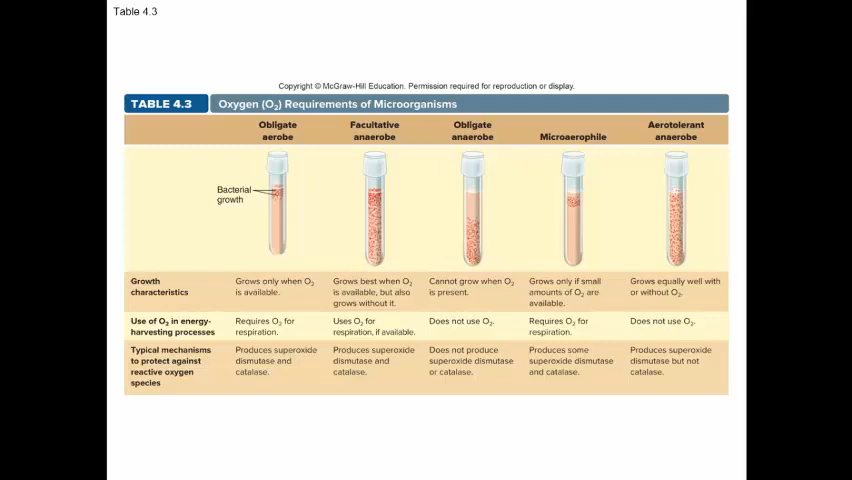 Table 4.3
Copyright © McGraw-Hill Education. Permission required for reproduction or display.
TABLE 4.3 Oxygen (O₂) Requirements of Microorganisms
Obligate aerobe
Facultative anaerobe
Obligate anaerobe
Microaerophile
Aerotolerant anaerobe
Bacterial
growth
Growth
characteristics
Grows only when O₂
is available.
Grows best when O₂
is available, but also
grows without it.
Cannot grow when O₂
is present.
Grows only if small
amounts of O₂ are
available.
Grows equally well with
or without O₂.
Use of O₂ in energy-
harvesting processes
Requires O₂ for
respiration.
Uses O₂ for
respiration, if available.
Does not use O₂.
Requires O₂ for
respiration.
Does not use O₂.
Typical mechanisms
to protect against
reactive oxygen
species
Produces superoxide
dismutase and
catalase.
Produces superoxide
dismutase and
catalase.
Does not produce
superoxide dismutase
or catalase.
Produces some
superoxide dismutase
and catalase.
Produces superoxide
dismutase but not
catalase.